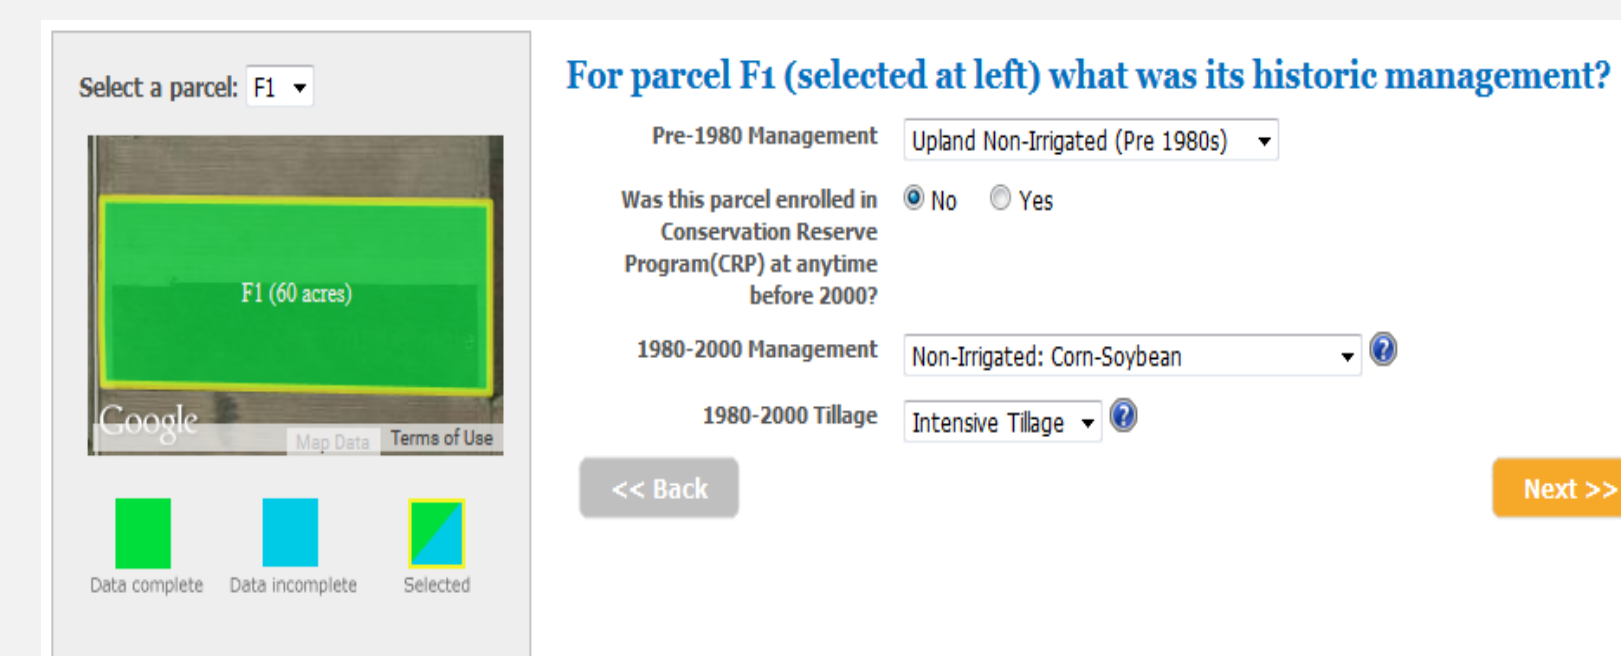 Select a parcel: F1
F1 (60 acres)
Google
Map Data Terms of Use
Data complete Data incomplete Selected
For parcel F1 (selected at left) what was its historic management?
Pre-1980 Management Upland Non-Irrigated (Pre 1980s)
Was this parcel enrolled in No Yes
Conservation Reserve
Program(CRP) at anytime
before 2000?
1980-2000 Management Non-Irrigated: Corn-Soybean ?
1980-2000 Tillage Intensive Tillage ?
<< Back Next >>